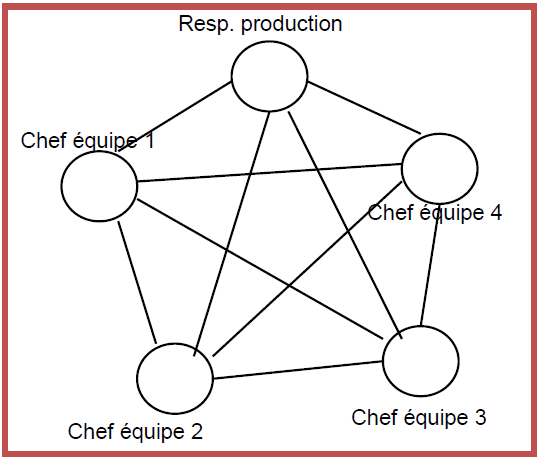 Resp. production
Chef équipe 1
Chef équipe 4
Chef équipe 3
Chef équipe 2